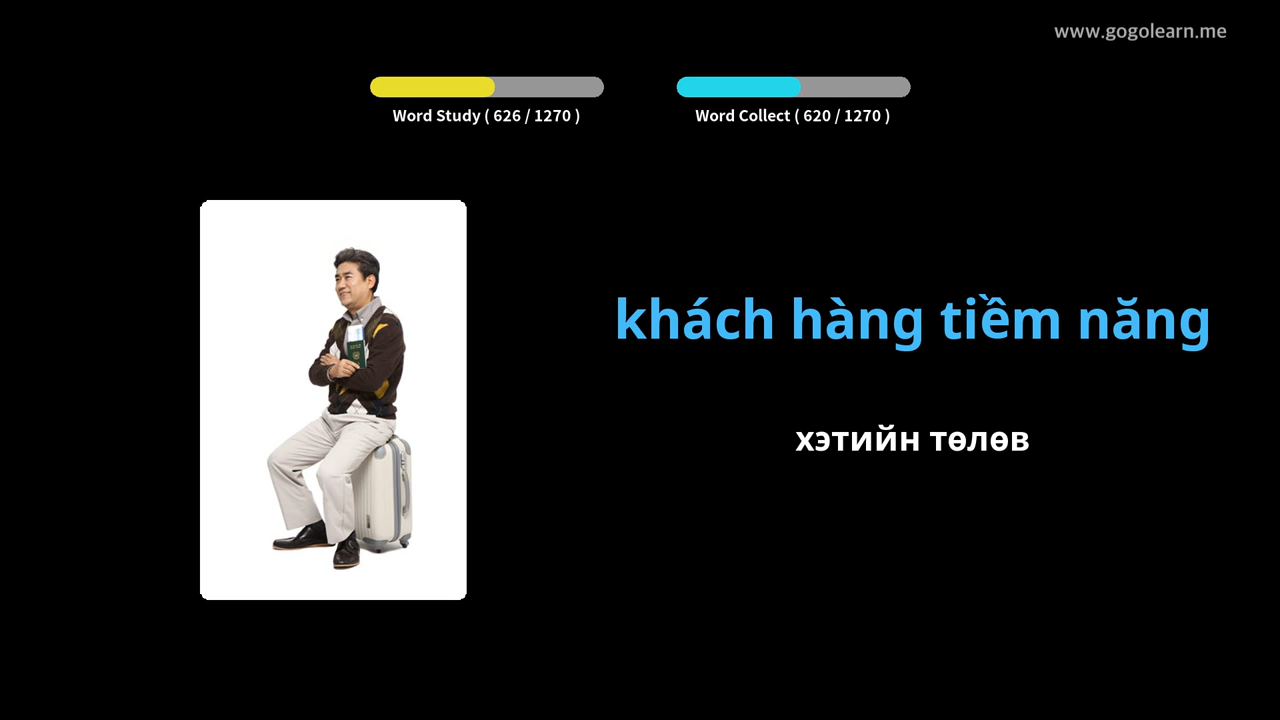 www.gogolearn.me
Word Study ( 626 / 1270 )
Word Collect ( 620 / 1270 )
khách hàng tiềm năng
хэтийн төлөв